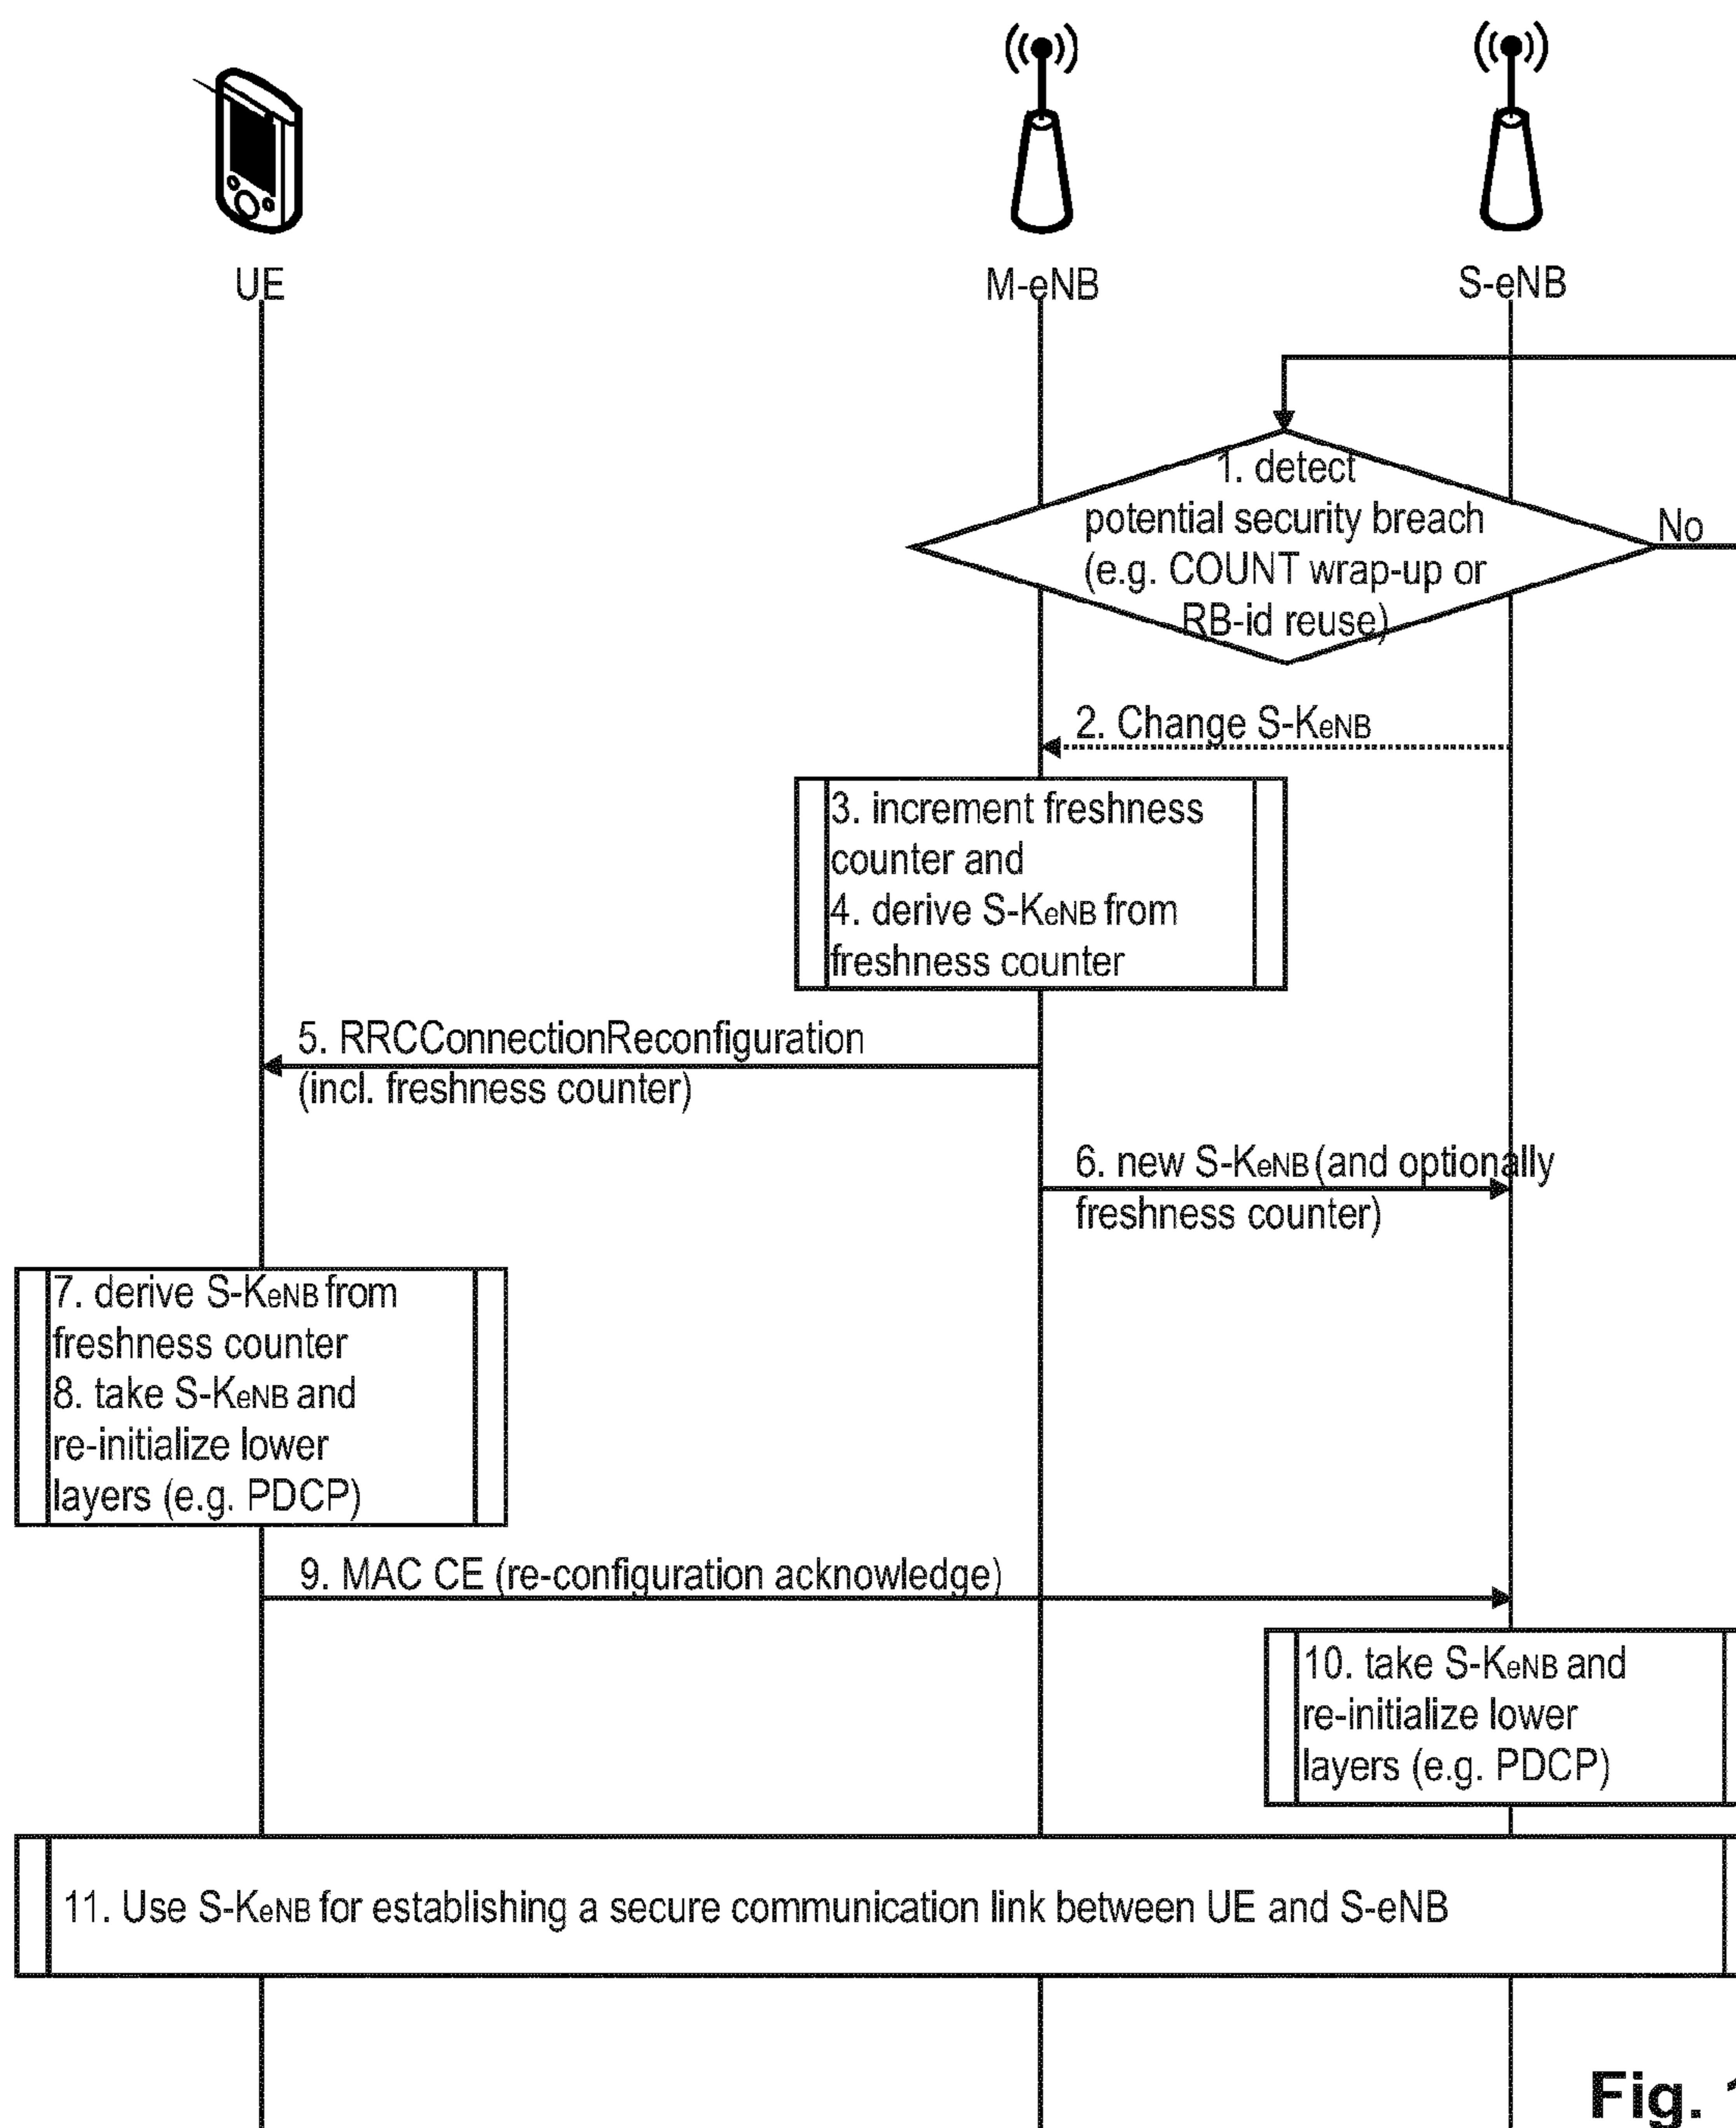 UE
M-eNB
S-eNB
1. detect
potential security breach
(e.g. COUNT wrap-up or
RB-id reuse)
No
2. Change S-KeNB
3. increment freshness
counter and
4. derive S-KeNB from
freshness counter
5. RRCConnectionReconfiguration
(incl. freshness counter)
6. new S-KeNB (and optionally
freshness counter)
7. derive S-KeNB from
freshness counter
8. take S-KeNB and
re-initialize lower
layers (e.g. PDCP)
9. MAC CE (re-configuration acknowledge)
10. take S-KeNB and
re-initialize lower
layers (e.g. PDCP)
11. Use S-KeNB for establishing a secure communication link between UE and S-eNB
Fig.